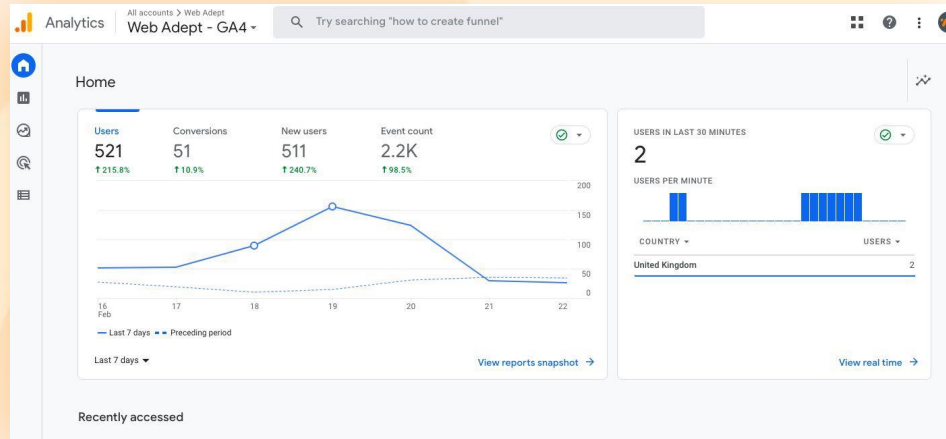 Analytics
All accounts > Web Adept
Web Adept - GA4
Try searching "how to create funnel"
Home
Users
521
↑ 215.8%
Conversions
51
↑ 10.9%
New users
511
↑ 240.7%
Event count
2.2K
↑ 98.5%
200
150
100
50
0
16 17 18 19 20 21 22
Feb
Last 7 days Preceding period
Last 7 days
View reports snapshot →
USERS IN LAST 30 MINUTES
2
USERS PER MINUTE
COUNTRY USERS
United Kingdom 2
View real time →
Recently accessed